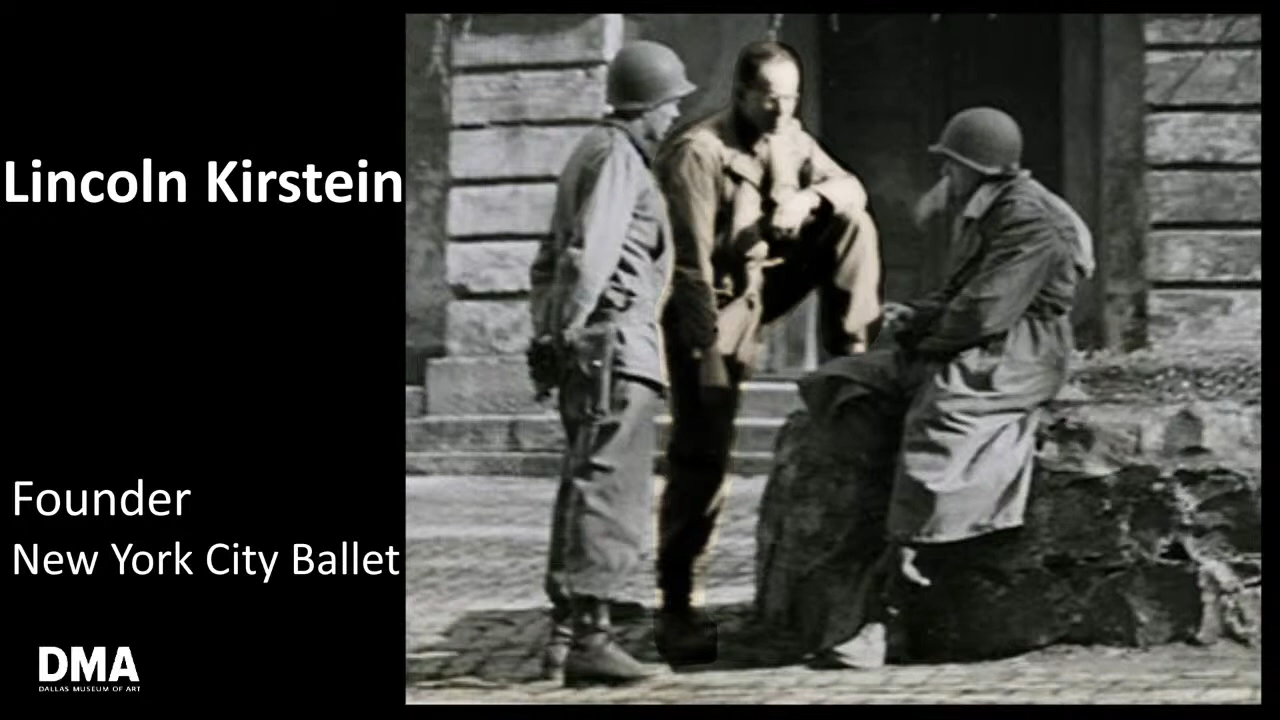 Lincoln Kirstein
Founder
New York City Ballet
DMA
DALLAS MUSEUM OF ART